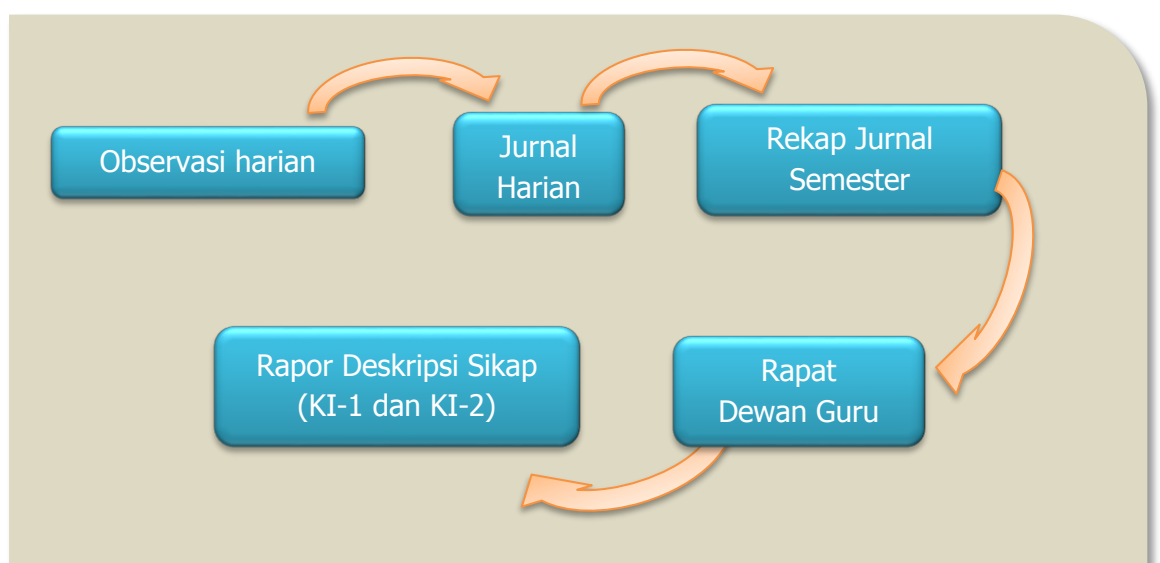 Observasi harian
Jurnal
Harian
Rekap Jurnal
Semester
Rapat
Dewan Guru
Rapor Deskripsi Sikap
(KI-1 dan KI-2)